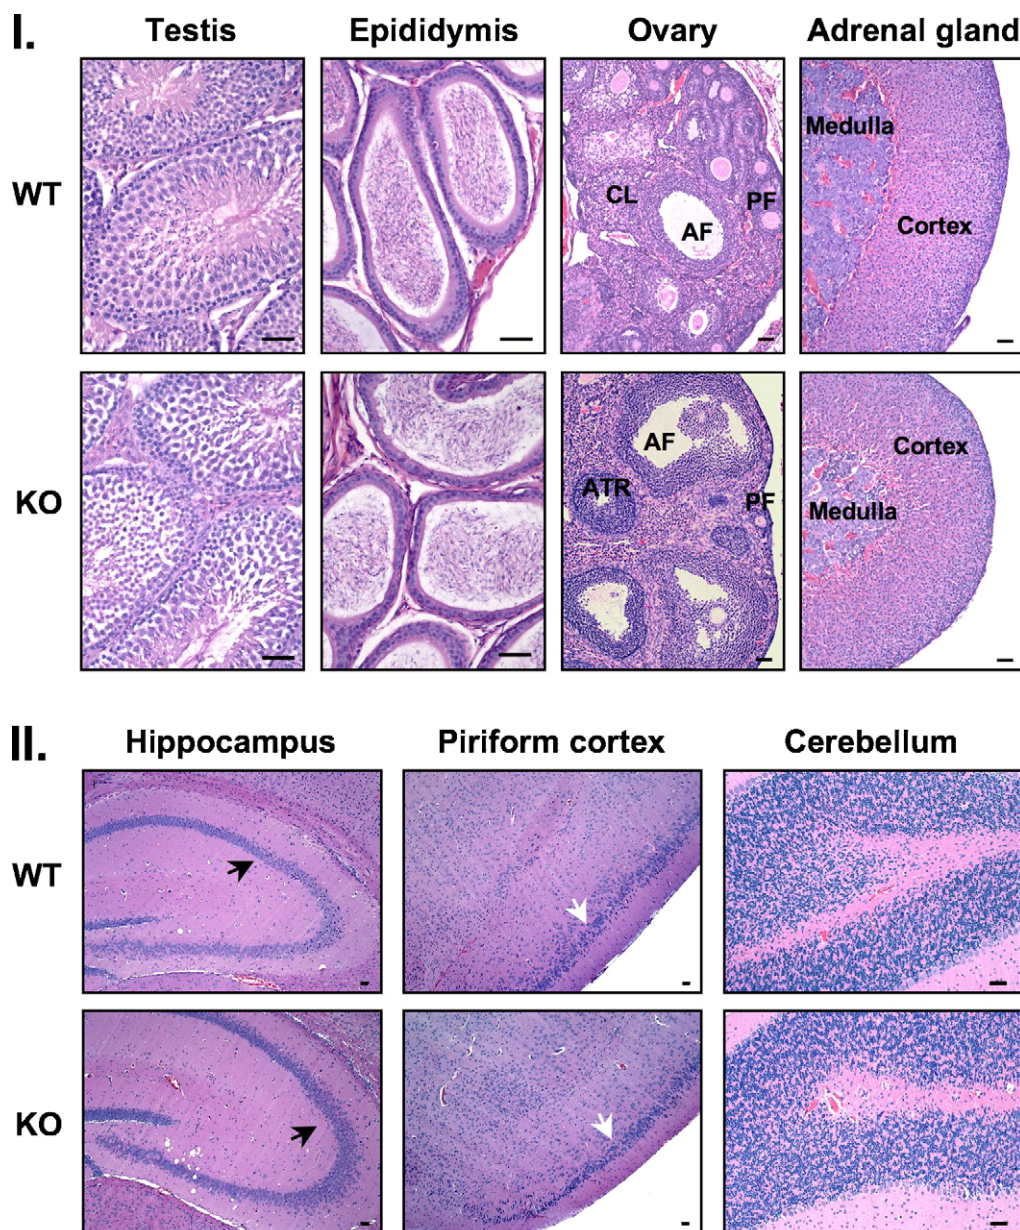 I.
Testis Epididymis Ovary Adrenal gland
WT
CL
AF
PF
Medulla
Cortex
KO
AF
ATR
PF
Cortex
Medulla
II.
Hippocampus Piriform cortex Cerebellum
WT
KO